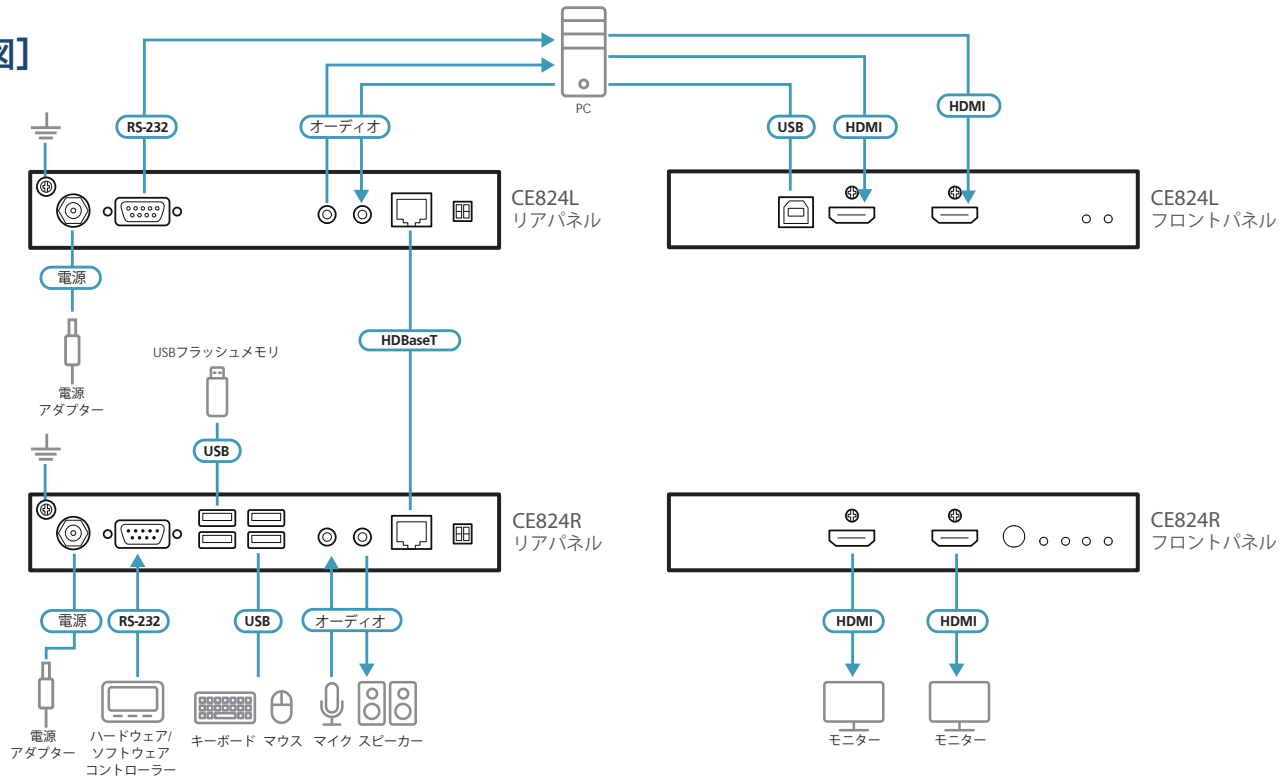 図]
PC
RS-232
オーディオ
USB
HDMI
HDMI
CE824L
リアパネル
CE824L
フロントパネル
電源
電源
アダプター
USBフラッシュメモリ
HDBaseT
USB
CE824R
リアパネル
CE824R
フロントパネル
電源
RS-232
USB
オーディオ
HDMI
HDMI
電源
アダプター
ハードウェア/
ソフトウェア
コントローラー
キーボード
マウス
マイク
スピーカー
モニター
モニター